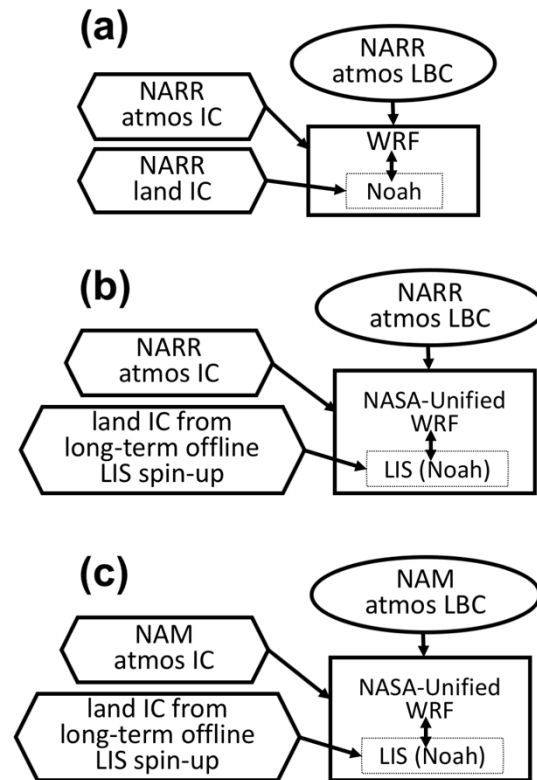 (a)
NARR
atmos LBC
NARR
atmos IC
WRF
NARR
land IC
Noah
(b)
NARR
atmos LBC
NARR
atmos IC
NASA-Unified
WRF
land IC from
long-term offline
LIS spin-up
LIS (Noah)
(c)
NAM
atmos LBC
NAM
atmos IC
NASA-Unified
WRF
land IC from
long-term offline
LIS spin-up
LIS (Noah)